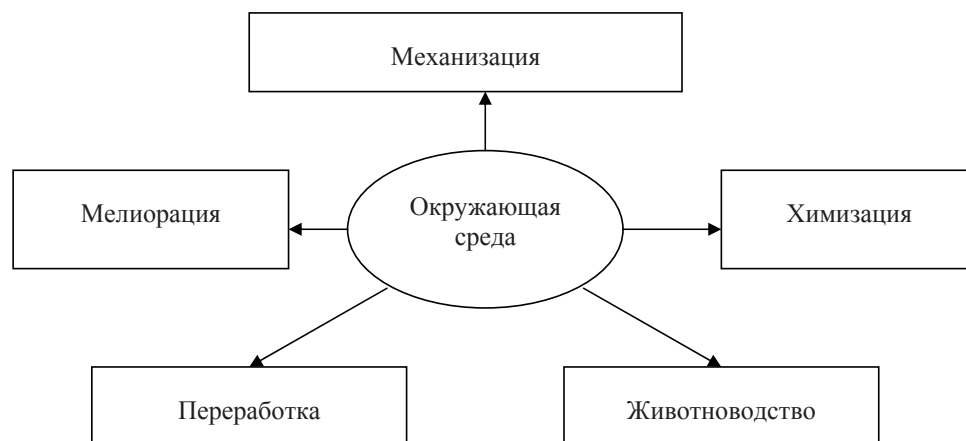 Механизация
Мелиорация
Окружающая
среда
Химизация
Переработка
Животноводство